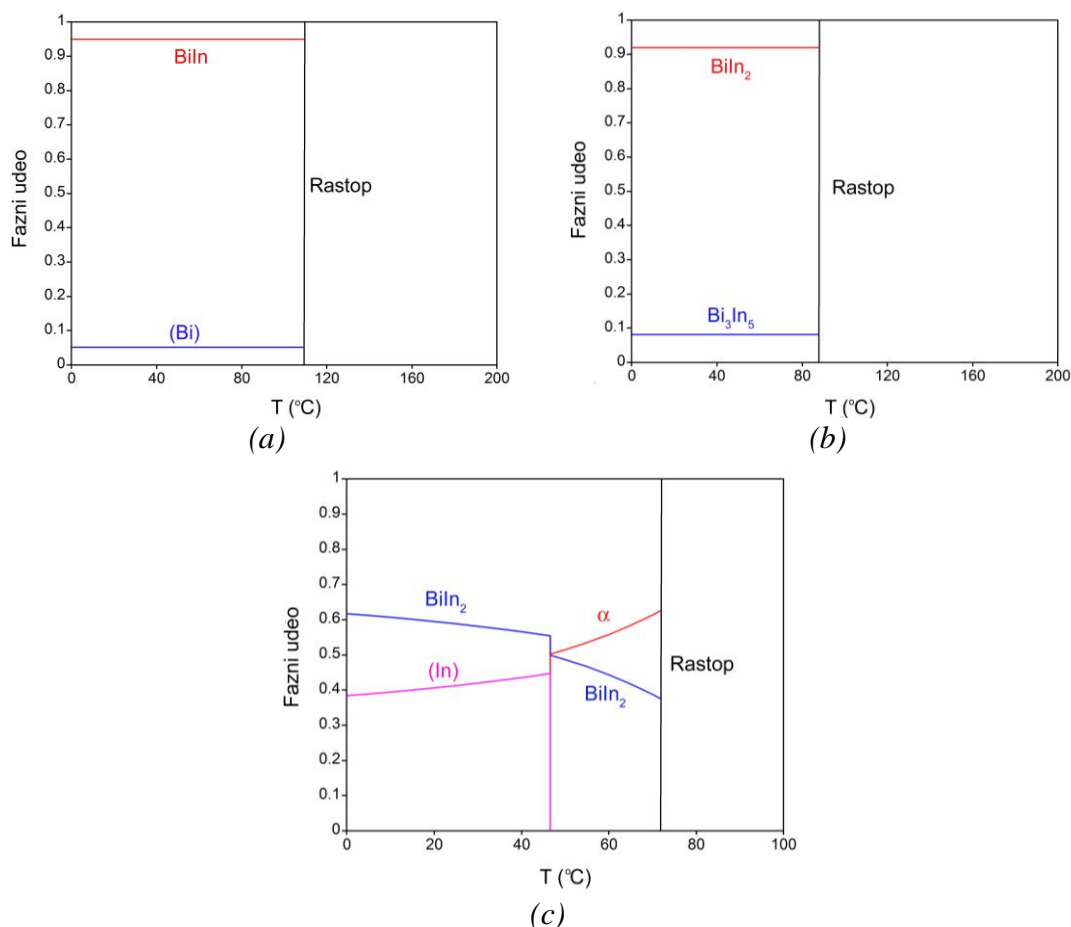 1
0.9
0.8
0.7
0.6
0.5
0.4
0.3
0.2
0.1
0
Fazni udeo
BiIn
Rastop
(Bi)
0 40 80 120 160 200
T (°C)
(a)
1
0.9
0.8
0.7
0.6
0.5
0.4
0.3
0.2
0.1
0
Fazni udeo
BiIn₂
Rastop
Bi₃In₅
0 40 80 120 160 200
T (°C)
(b)
1
0.9
0.8
0.7
0.6
0.5
0.4
0.3
0.2
0.1
0
Fazni udeo
BiIn₂
α
Rastop
(In)
BiIn₂
0 20 40 60 80 100
T (°C)
(c)